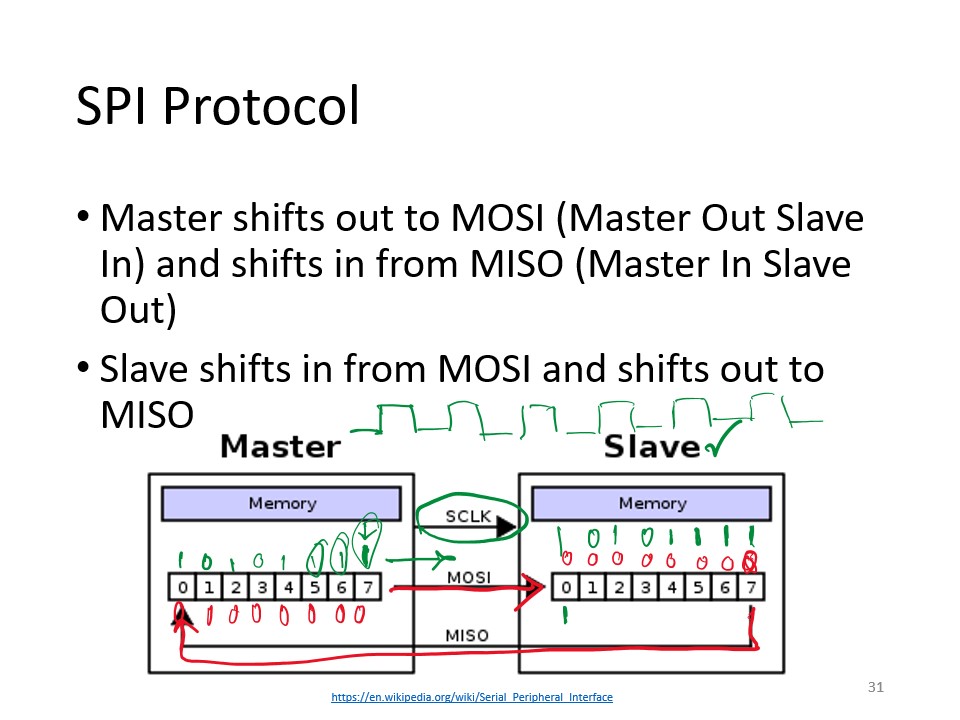 SPI Protocol
• Master shifts out to MOSI (Master Out Slave
In) and shifts in from MISO (Master In Slave
Out)
• Slave shifts in from MOSI and shifts out to
MISO
Master Slave
Memory SCLK Memory
1 0 1 0 1 1 1 1 0 1 0 1 1 1 1
0 0 0 0 0 0 0
0 1 2 3 4 5 6 7 MOSI 0 1 2 3 4 5 6 7
0 0 0 0 0 0 0 1
MISO
https://en.wikipedia.org/wiki/Serial_Peripheral_Interface
31